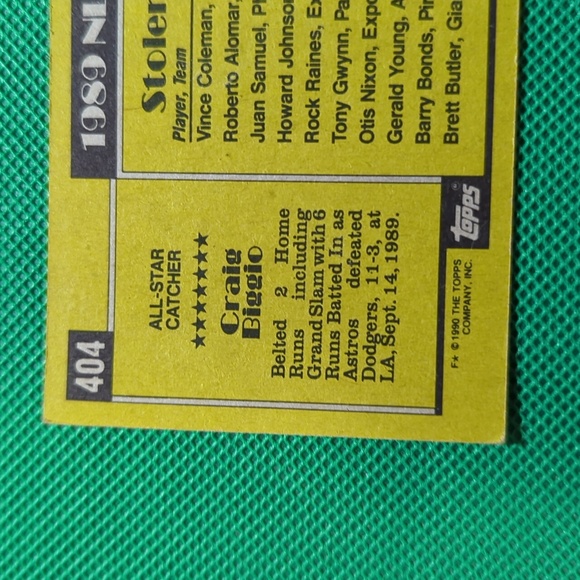 404
ALL-STAR
CATCHER
★★★★★★★
Craig
Biggio
Belted 2 Home
Runs including
Grand Slam with 6
Runs Batted In as
Astros defeated
Dodgers, 11-3, at
LA, Sept. 14, 1989.
F★ © 1990 THE TOPPS
COMPANY, INC.
topps®
1989 NL
Stolen
Player, Team
Vince Coleman,
Roberto Alomar,
Juan Samuel, Ph
Howard Johnson
Rock Raines, Ex
Tony Gwynn, Pa
Otis Nixon, Expo
Gerald Young, A
Barry Bonds, Pir
Brett Butler, Gia